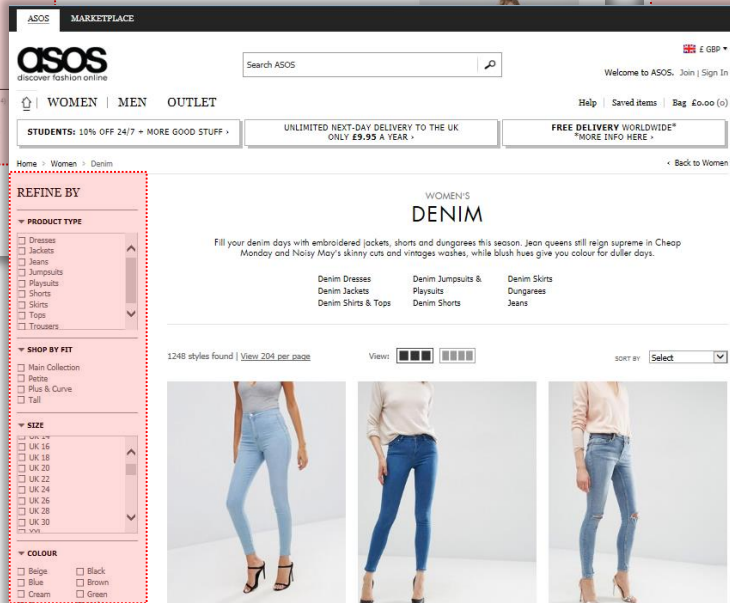 ASOS MARKETPLACE
£ GBP
asos
discover fashion online
Search ASOS
Welcome to ASOS. Join | Sign In
WOMEN | MEN OUTLET
Help | Saved items | Bag £0.00 (0)
STUDENTS: 10% OFF 24/7 + MORE GOOD STUFF ›
UNLIMITED NEXT-DAY DELIVERY TO THE UK
ONLY £9.95 A YEAR ›
FREE DELIVERY WORLDWIDE*
*MORE INFO HERE ›
Home > Women > Denim
‹ Back to Women
REFINE BY
PRODUCT TYPE
Dresses
Jackets
Jeans
Jumpsuits
Playsuits
Shorts
Skirts
Tops
Trousers
SHOP BY FIT
Main Collection
Petite
Plus & Curve
Tall
SIZE
UK 14
UK 16
UK 18
UK 20
UK 22
UK 24
UK 26
UK 28
UK 30
COLOUR
Beige Black
Blue Brown
Cream Green
WOMEN'S
DENIM
Fill your denim days with embroidered jackets, shorts and dungarees this season. Jean queens still reign supreme in Cheap
Monday and Noisy May's skinny cuts and vintages washes, while blush hues give you colour for duller days.
Denim Dresses
Denim Jackets
Denim Shirts & Tops
Denim Jumpsuits &
Playsuits
Denim Shorts
Denim Skirts
Dungarees
Jeans
1248 styles found | View 204 per page
View:
SORT BY Select